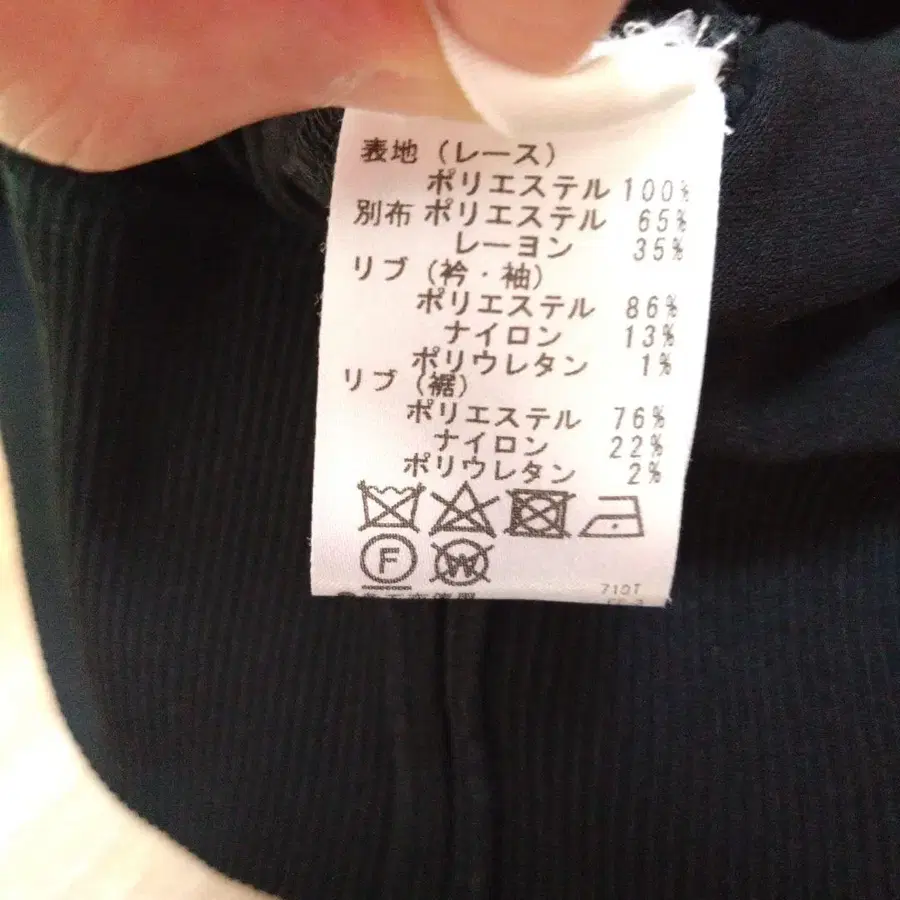 表地(レース)
ポリエステル 100%
別布 ポリエステル 65%
レーヨン 35%
リブ(衿・袖)
ポリエステル 86%
ナイロン 13%
ポリウレタン 1%
リブ(裾)
ポリエステル 76%
ナイロン 22%
ポリウレタン 2%
F W
710T